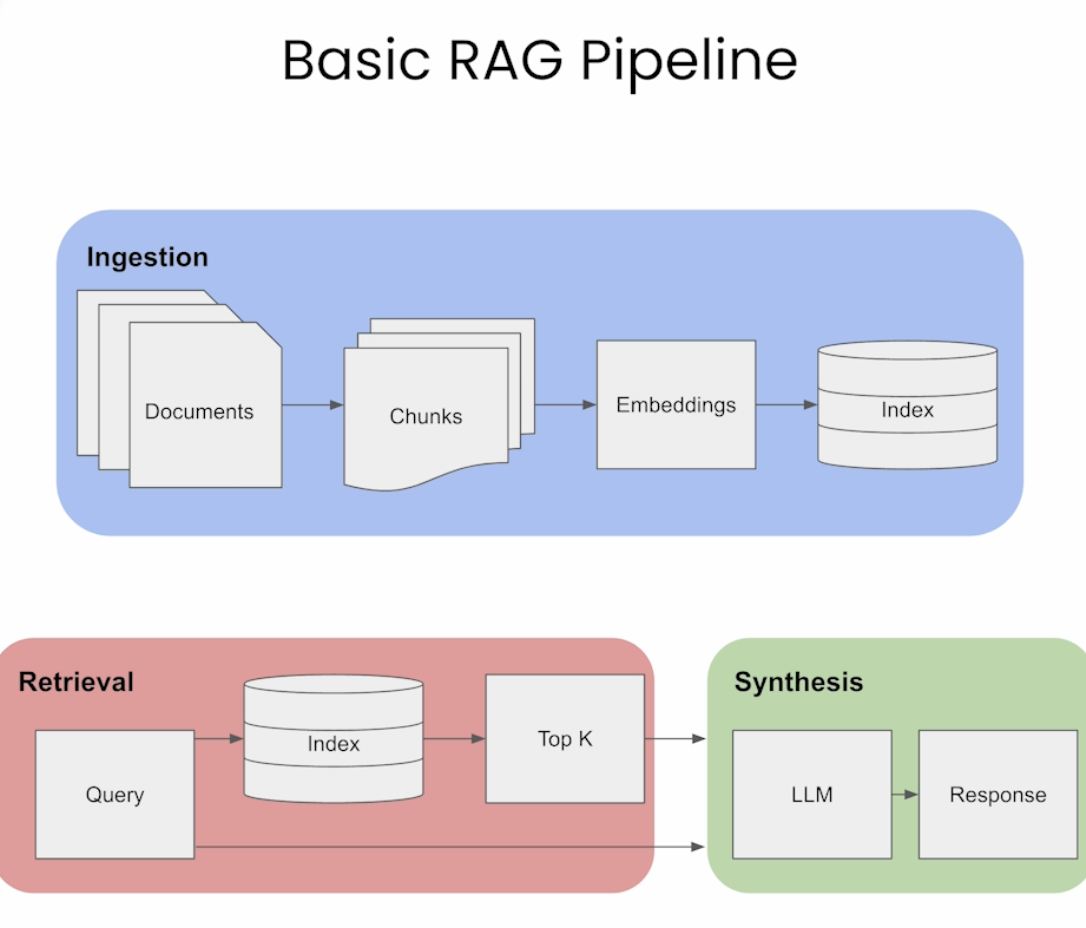 Basic RAG Pipeline
Ingestion
Documents
Chunks
Embeddings
Index
Retrieval
Query
Index
Top K
Synthesis
LLM
Response